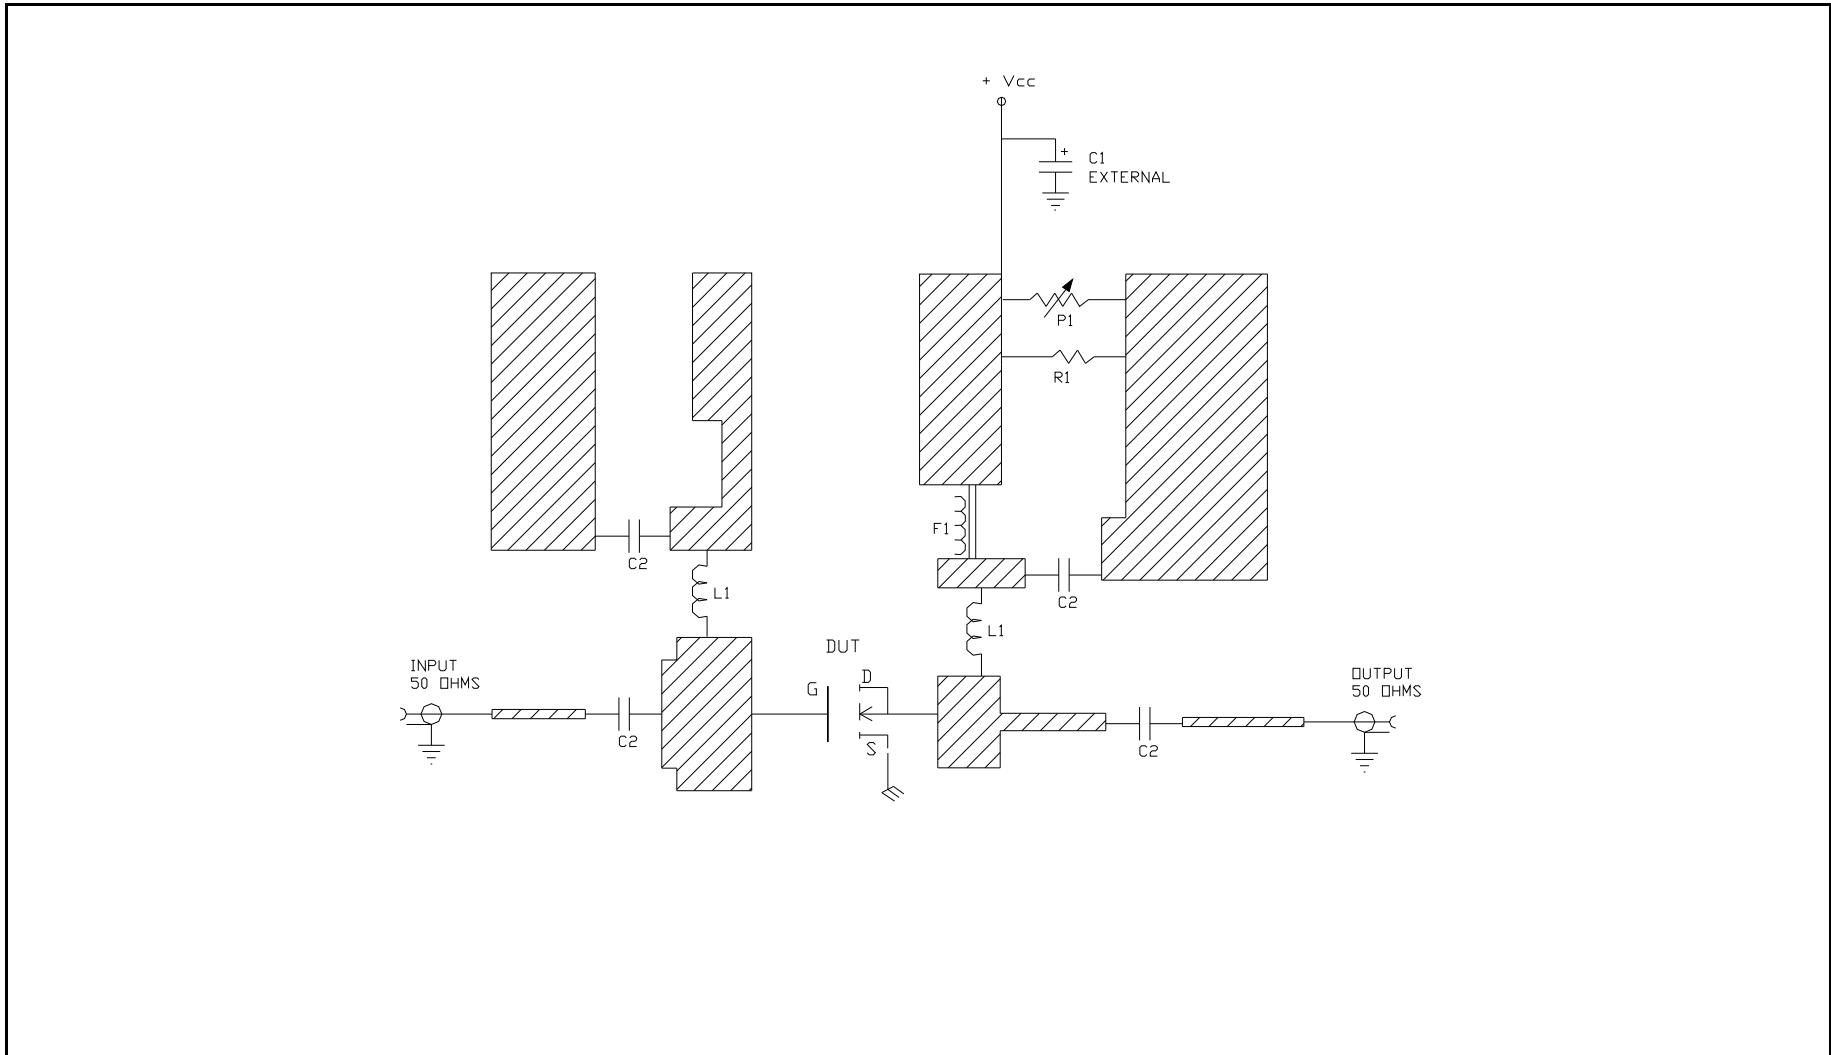 + Vcc
+
C1
EXTERNAL
P1
R1
F1
C2
C2
L1
L1
DUT
INPUT
50 OHMS
G
D
OUTPUT
50 OHMS
C2
S
C2